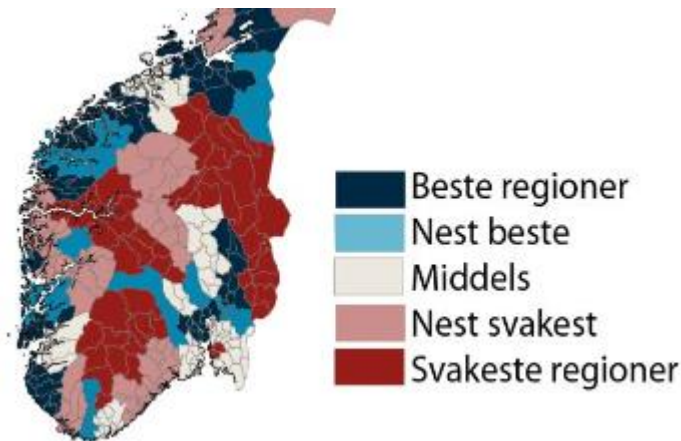 Beste regioner
Nest beste
Middels
Nest svakest
Svakeste regioner